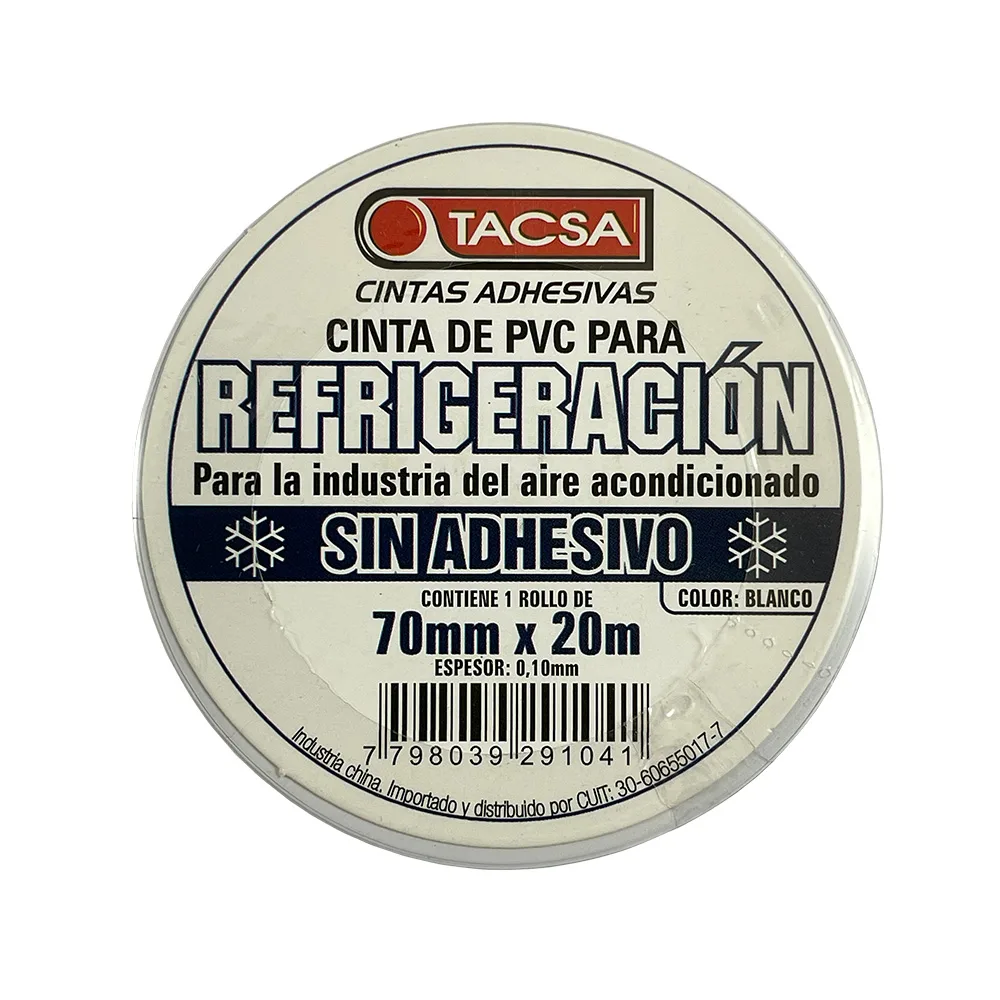 TACSA
CINTAS ADHESIVAS
CINTA DE PVC PARA
REFRIGERACIÓN
Para la industria del aire acondicionado
SIN ADHESIVO
CONTIENE 1 ROLLO DE
COLOR: BLANCO
70mm x 20m
ESPESOR: 0,10mm
7 798039 291041
Industria china. Importado y distribuido por CUIT: 30-60655017-7